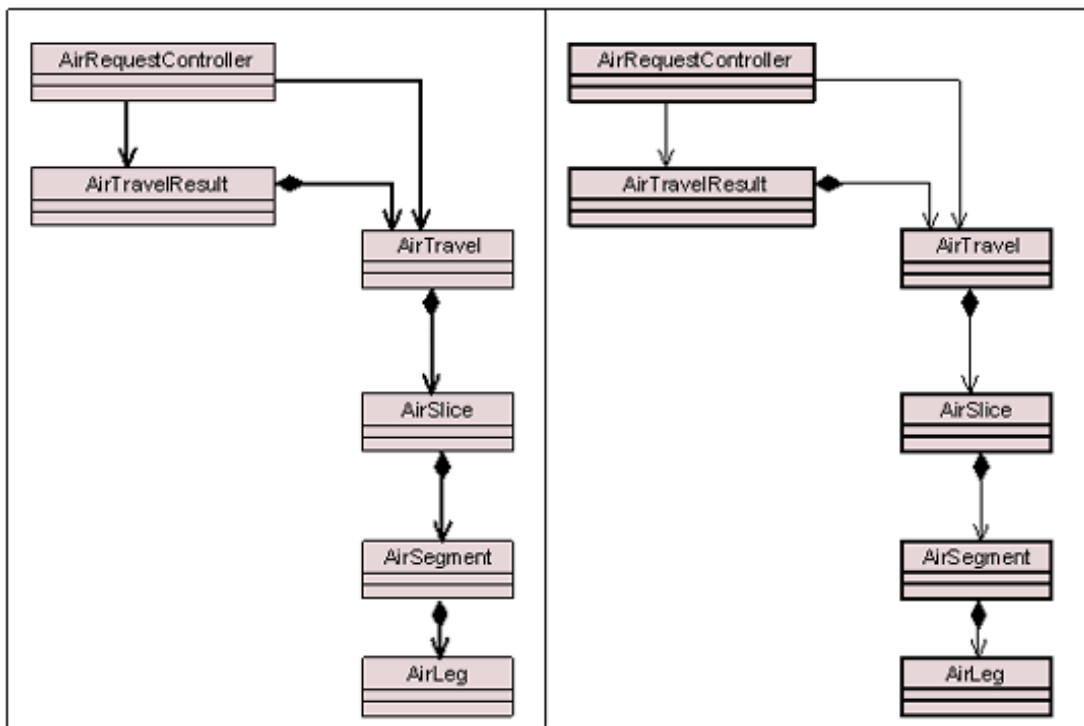 AirRequestController
AirTravelResult
AirTravel
AirSlice
AirSegment
AirLeg
AirRequestController
AirTravelResult
AirTravel
AirSlice
AirSegment
AirLeg